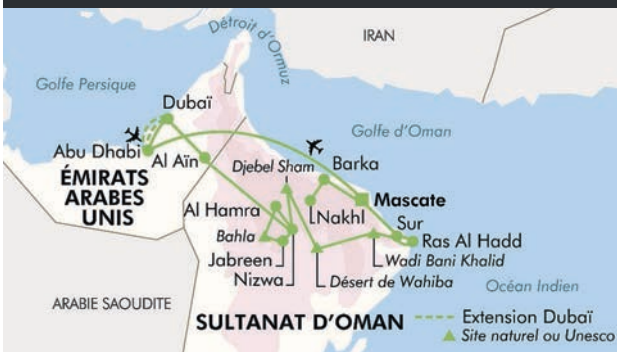 Détroit d'Ormuz
IRAN
Golfe Persique
Dubaï
Golfe d'Oman
Abu Dhabi
Al Aïn
Djebel Sham
Barka
ÉMIRATS
ARABES
UNIS
Mascate
Al Hamra
Nakhl
Sur
Bahla
Ras Al Hadd
Jabreen
Wadi Bani Khalid
Nizwa
Désert de Wahiba
Océan Indien
ARABIE SAOUDITE
SULTANAT D'OMAN
Extension Dubaï
Site naturel ou Unesco